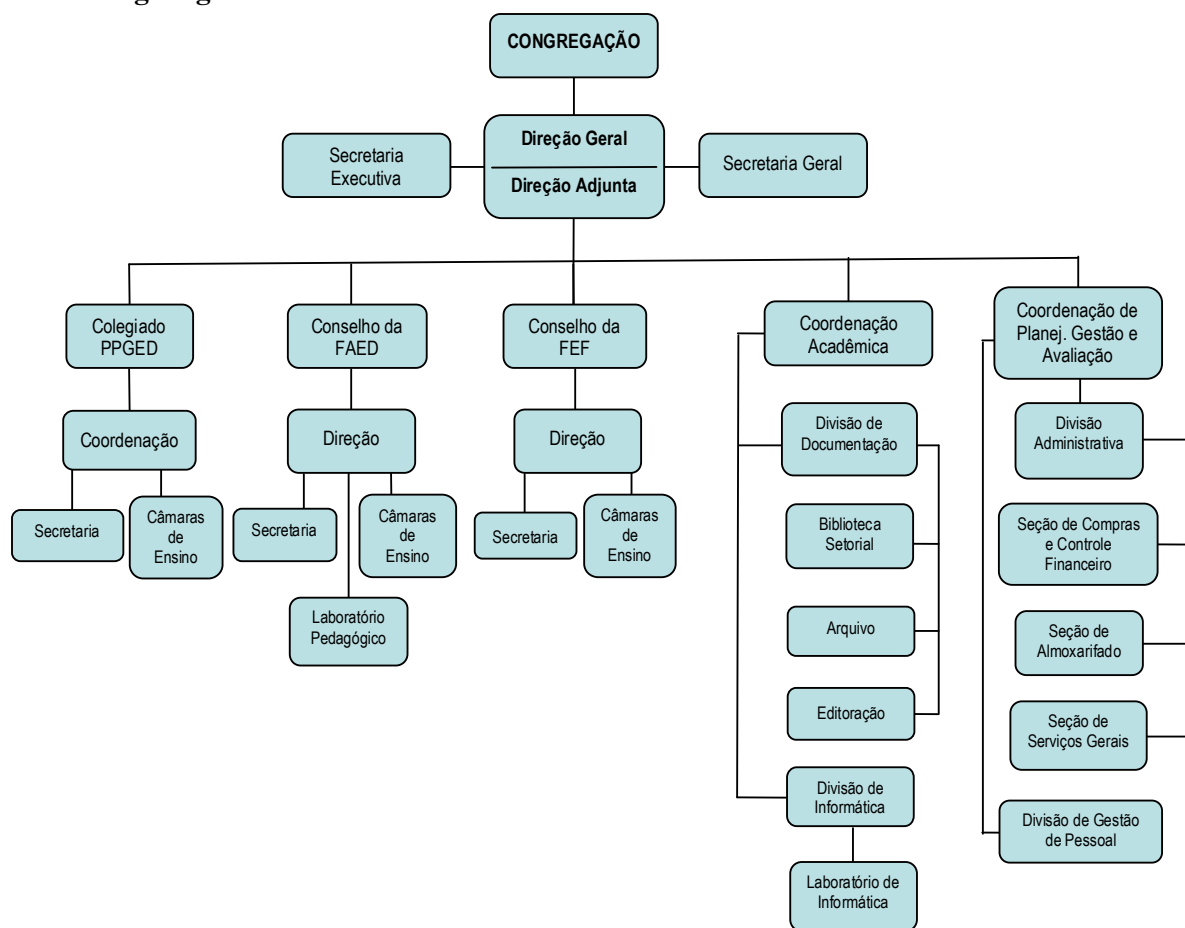 CONGREGAÇÃO
Direção Geral
Direção Adjunta
Secretaria
Executiva
Secretaria Geral
Colegiado
PPGED
Conselho da
FAED
Conselho da
FEF
Coordenação
Acadêmica
Coordenação de
Planej. Gestão e
Avaliação
Coordenação
Direção
Direção
Divisão de
Documentação
Divisão
Administrativa
Secretaria
Câmaras
de
Ensino
Secretaria
Câmaras
de
Ensino
Secretaria
Câmaras
de
Ensino
Biblioteca
Setorial
Seção de Compras
e Controle
Financeiro
Laboratório
Pedagógico
Arquivo
Seção de
Almoxarifado
Editoração
Seção de
Serviços Gerais
Divisão de
Informática
Divisão de Gestão
de Pessoal
Laboratório de
Informática